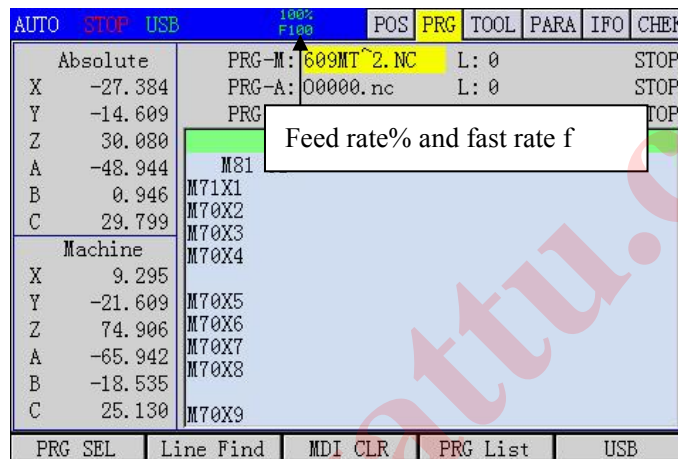 AUTO STOP USB 100% F100 POS PRG TOOL PARA IFO CHEK
Absolute
X -27.384
Y -14.609
Z 30.080
A -48.944
B 0.946
C 29.799
Machine
X 9.295
Y -21.609
Z 74.906
A -65.942
B -18.535
C 25.130
PRG-M: 609MT~2.NC L: 0 STOP
PRG-A: O0000.nc L: 0 STOP
PRG TOP
Feed rate% and fast rate f
M81
M71X1
M70X2
M70X3
M70X4
M70X5
M70X6
M70X7
M70X8
M70X9
PRG SEL Line Find MDI CLR PRG List USB